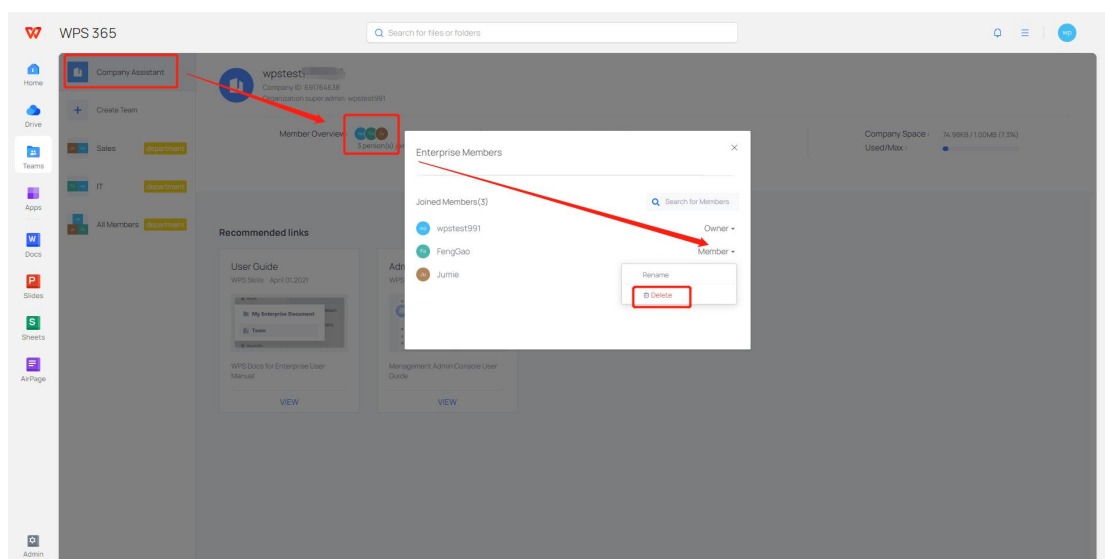 WPS 365
Search for files or folders
wp
Home
Drive
Teams
Apps
Docs
Slides
Sheets
AirPage
Admin
Company Assistant
Create Team
Sales department
IT department
All Members department
wpstest
Company ID: 691764638
Organization super admin: wpstest991
Member Overview:
3 person(s)
Company Space : 74.98KB / 1.00MB (7.3%)
Used/Max :
Recommended links
User Guide
WPS Skills April 01,2021
My Enterprise Document
Team
WPS Docs for Enterprise User
Manual
VIEW
Management Admin Console User
Guide
VIEW
Enterprise Members
Joined Members(3)
Search for Members
wpstest991 Owner
FengGao Member
Jumie
Rename
Delete